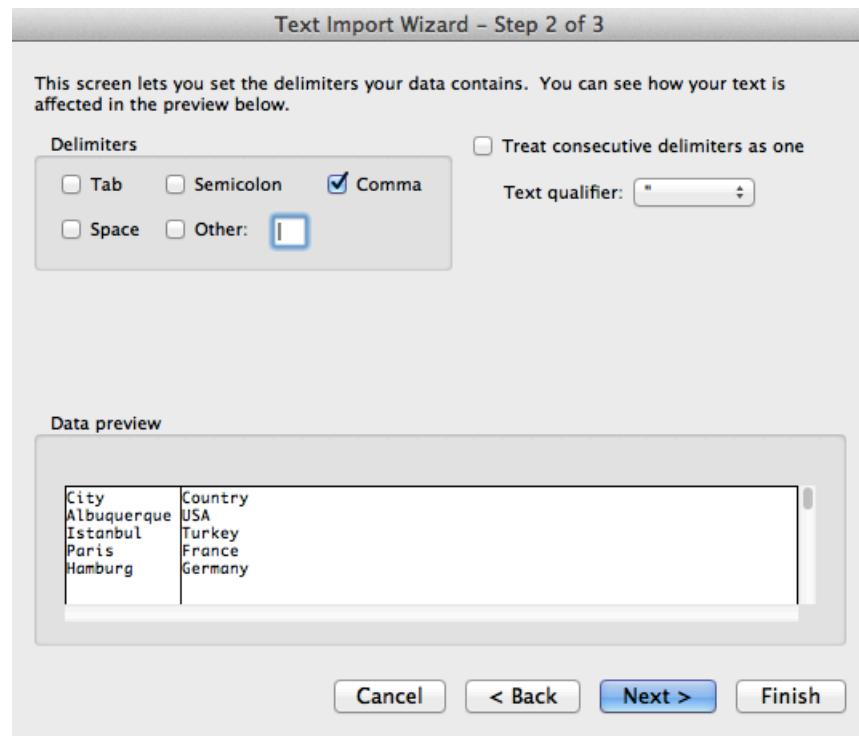 Text Import Wizard – Step 2 of 3
This screen lets you set the delimiters your data contains.  You can see how your text is
affected in the preview below.
Delimiters
Treat consecutive delimiters as one
Tab
Semicolon
Comma
Text qualifier: "
Space
Other:
Data preview
City Country
Albuquerque USA
Istanbul Turkey
Paris France
Hamburg Germany
Cancel
< Back
Next >
Finish